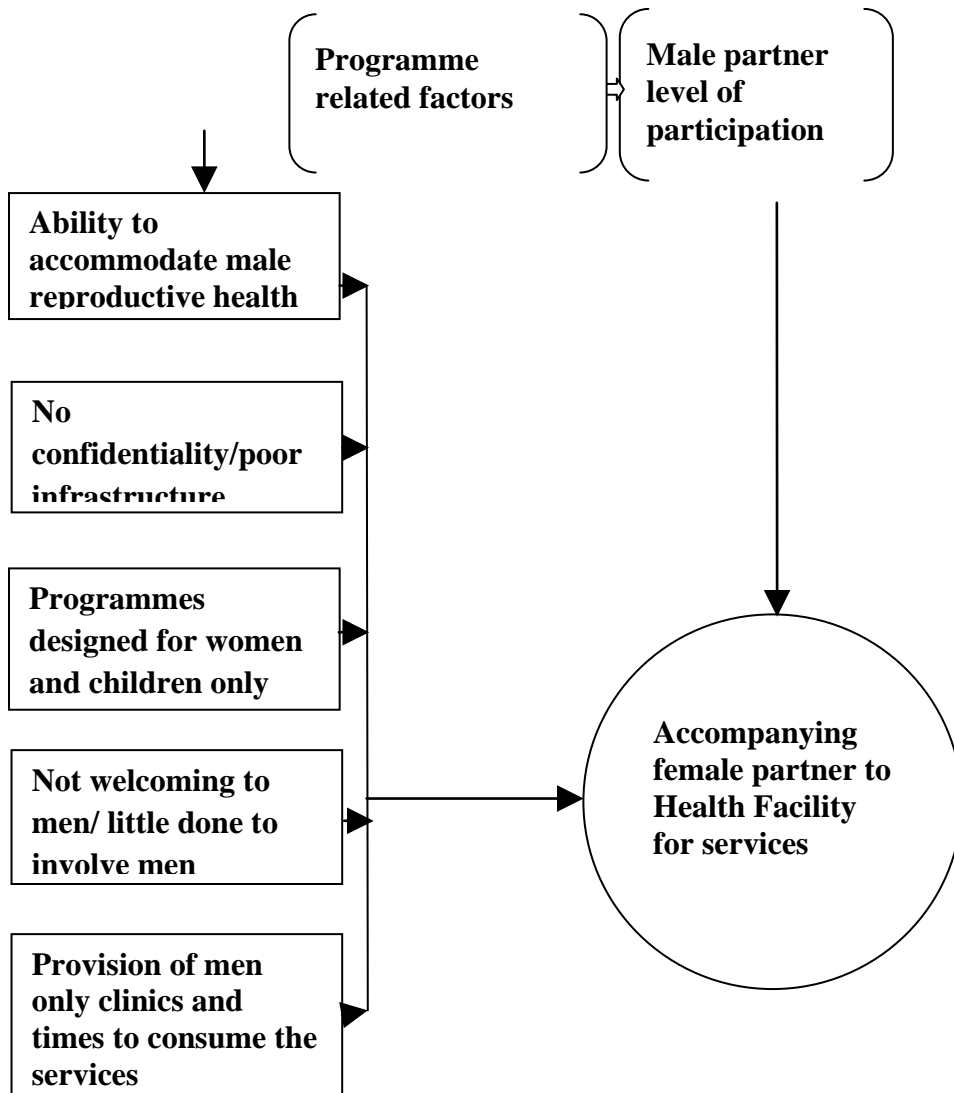 Programme
related factors
Male partner
level of
participation
Ability to
accommodate male
reproductive health
No
confidentiality/poor
infrastructure
Programmes
designed for women
and children only
Not welcoming to
men/ little done to
involve men
Provision of men
only clinics and
times to consume the
services
Accompanying
female partner to
Health Facility
for services